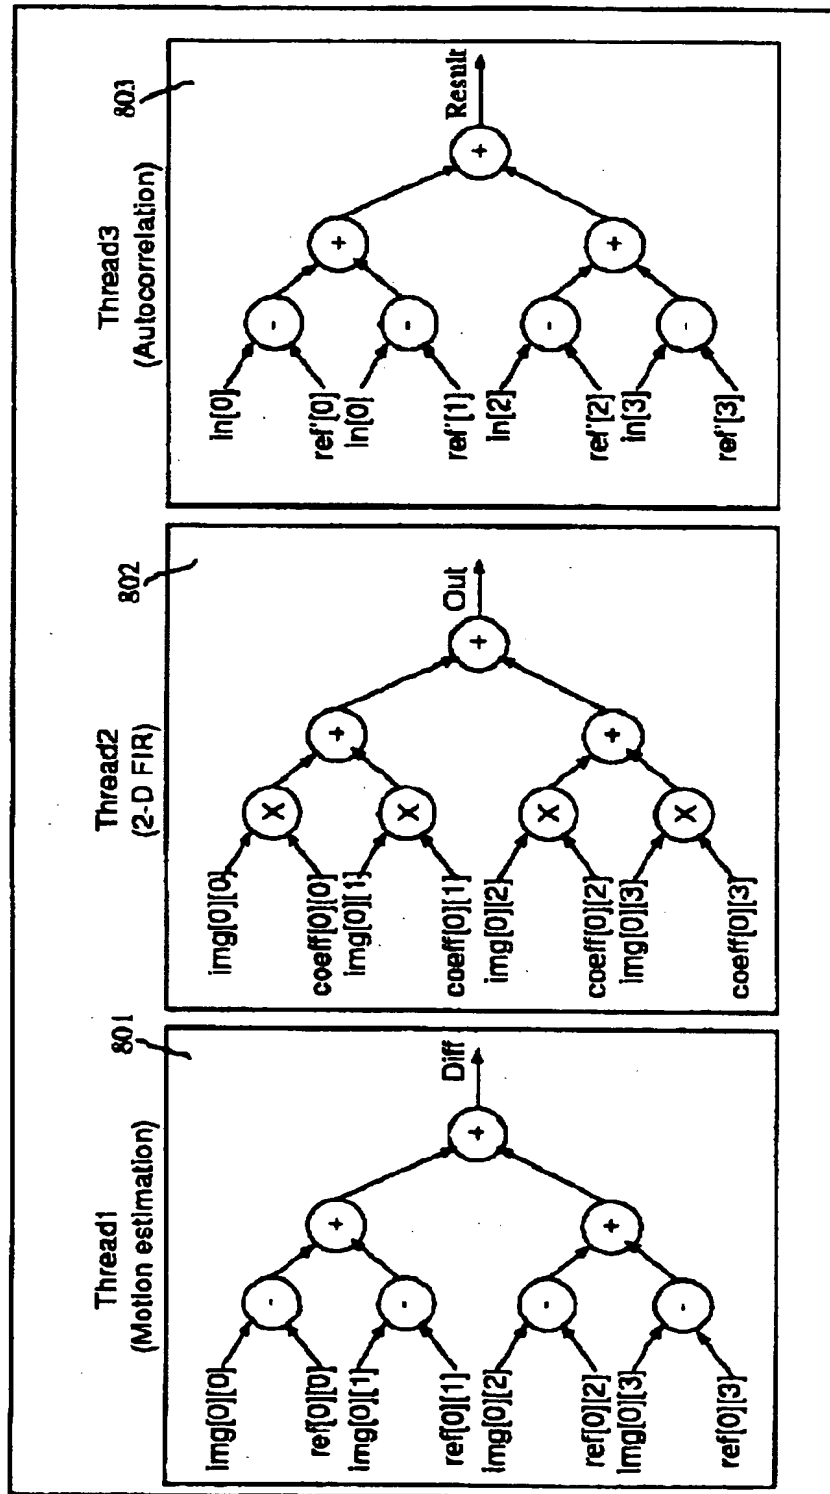 Thread1
(Motion estimation)
801
img[0][0]
ref[0][0]
img[0][1]
ref[0][1]
img[0][2]
ref[0][2]
img[0][3]
ref[0][3]
-
-
-
-
+
+
+
Diff
Thread2
(2-D FIR)
802
img[0][0]
coeff[0][0]
img[0][1]
coeff[0][1]
img[0][2]
coeff[0][2]
img[0][3]
coeff[0][3]
X
X
X
X
+
+
+
Out
Thread3
(Autocorrelation)
803
in[0]
ref'[0]
in[0]
ref'[1]
in[2]
ref'[2]
in[3]
ref'[3]
-
-
-
-
+
+
+
Result